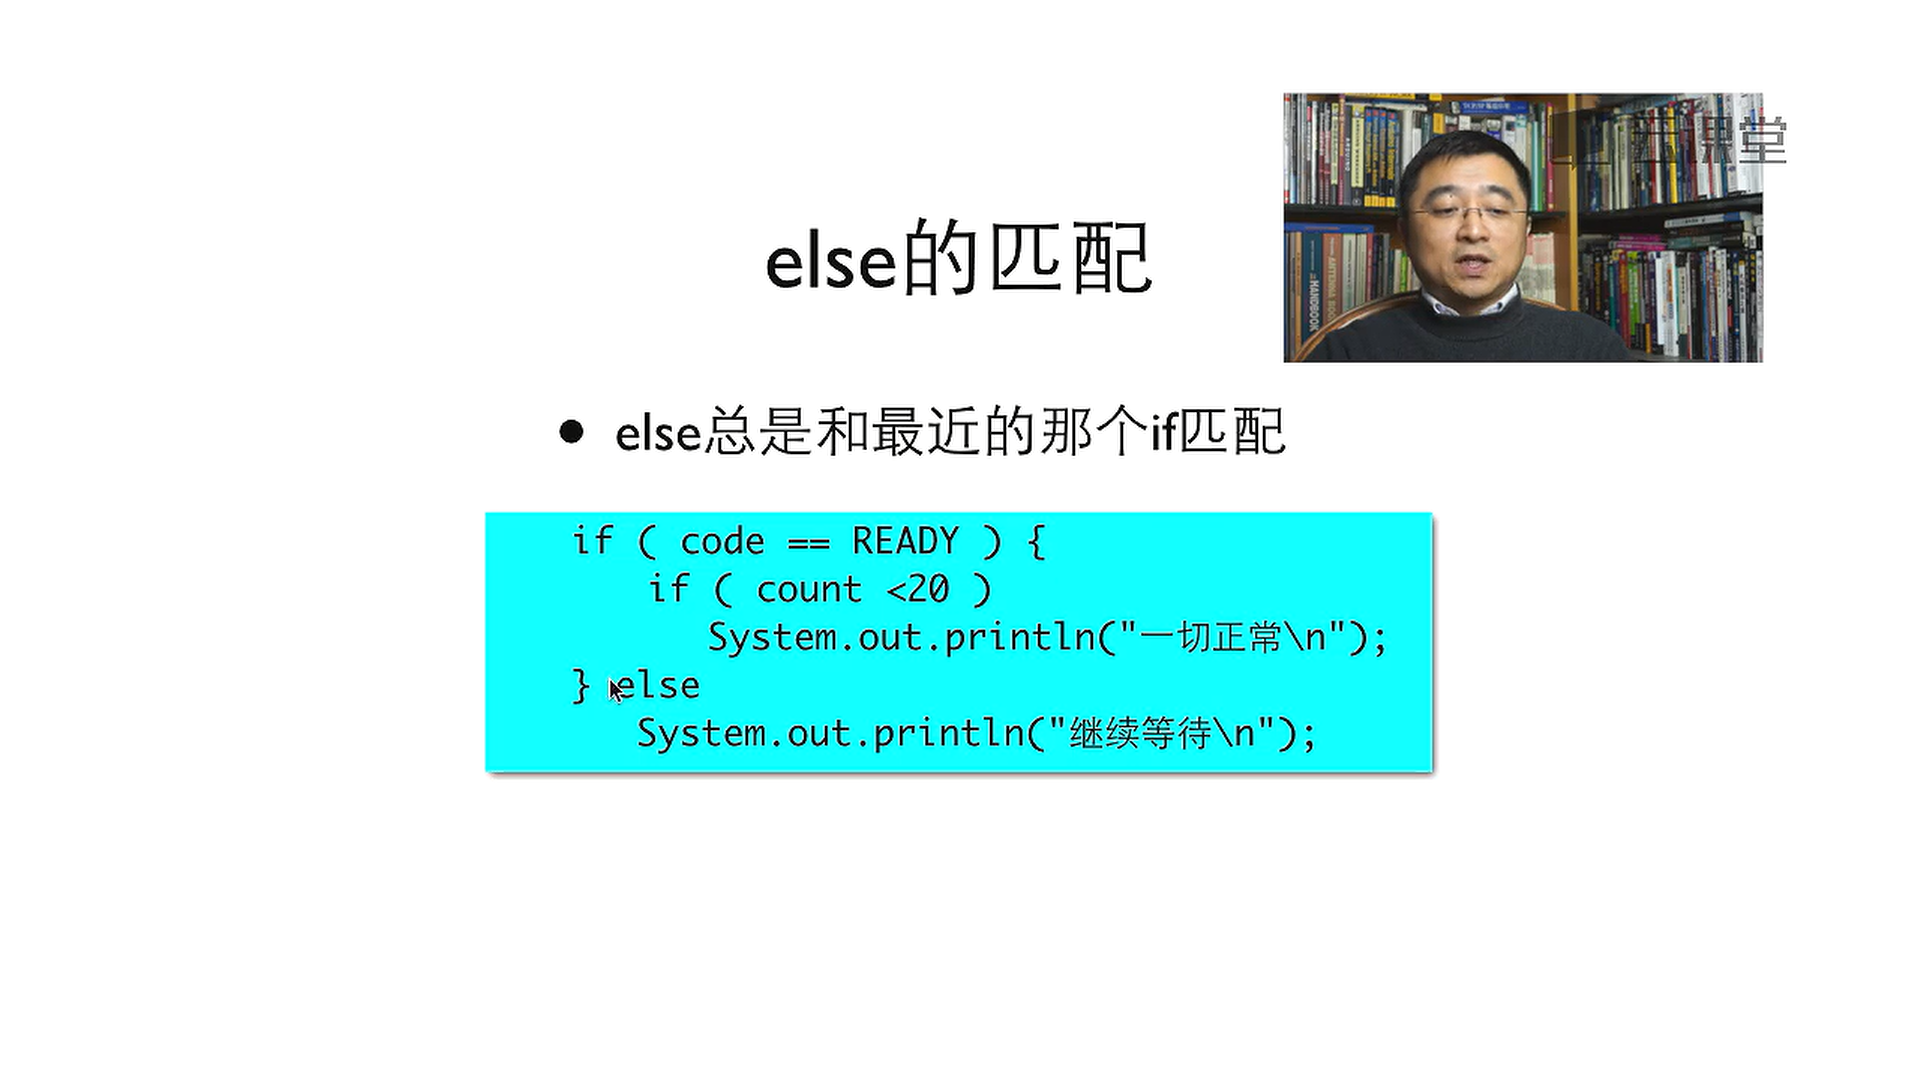 else的匹配
云课堂
• else总是和最近的那个if匹配
if ( code == READY ) {
if ( count <20 )
System.out.println("一切正常\n");
} else
System.out.println("继续等待\n");
HANDBOOK